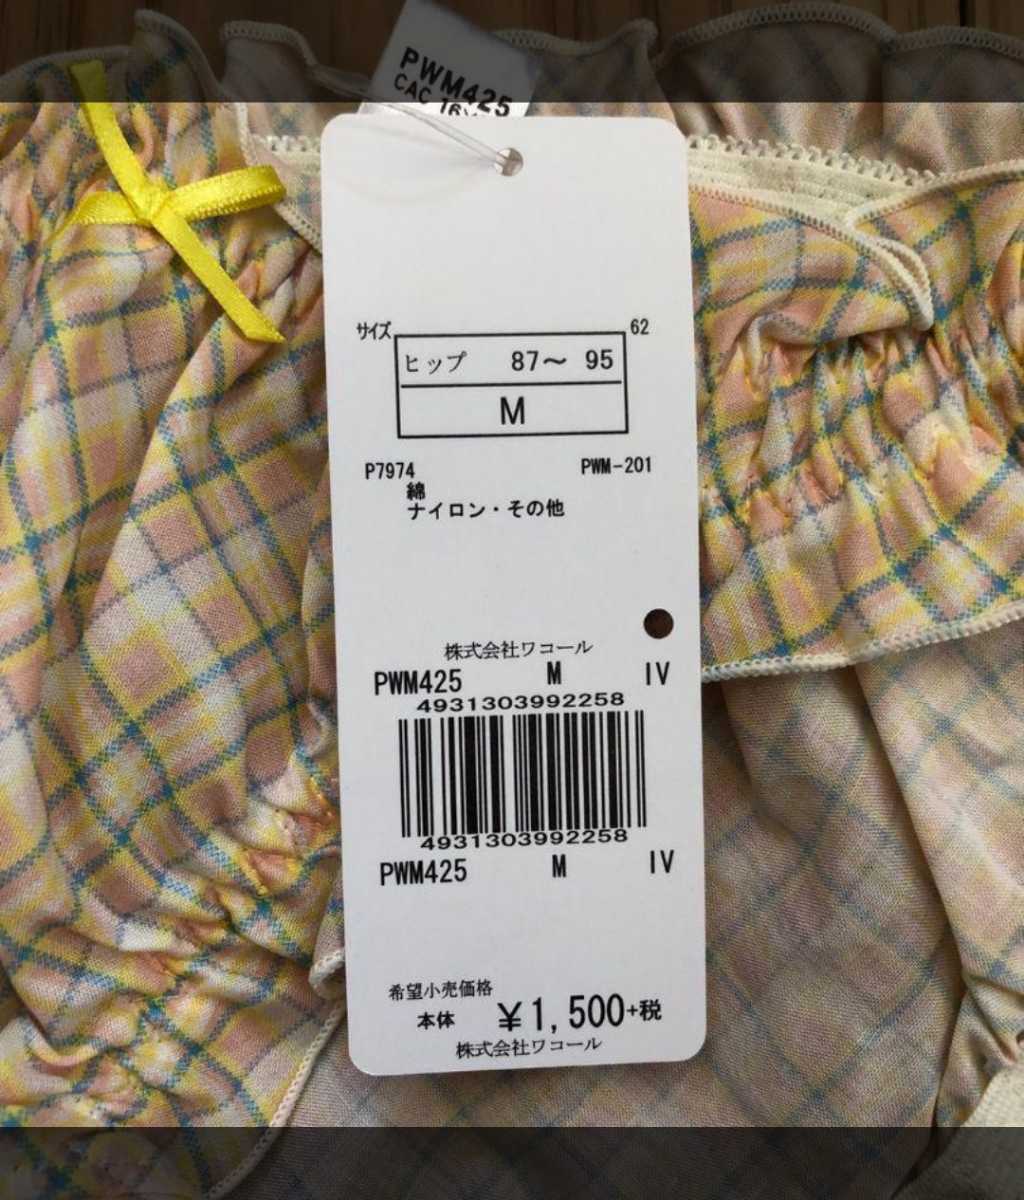 PWM425
サイズ 62
ヒップ 87〜 95
M
P7974 PWM-201
綿
ナイロン・その他
株式会社ワコール
PWM425 M IV
4931303992258
4931303992258
PWM425 M IV
希望小売価格
本体 ￥1,500+税
株式会社ワコール